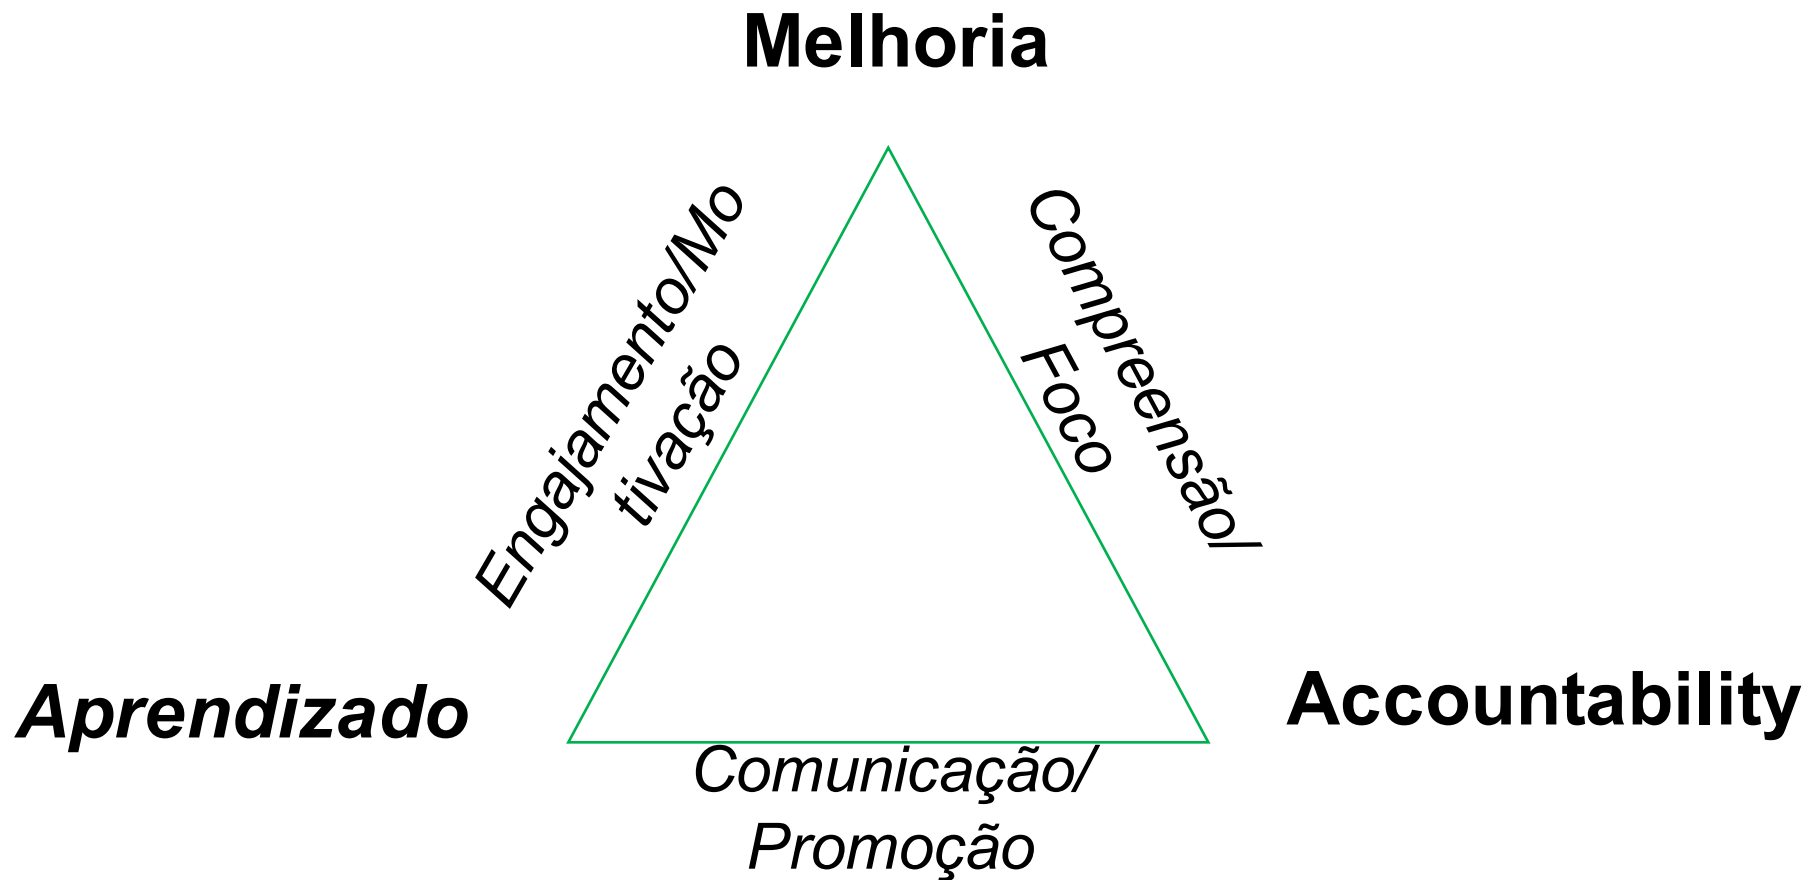 Melhoria
Engajamento/Mo
tivação
Compreensão/
Foco
Aprendizado
Accountability
Comunicação/
Promoção